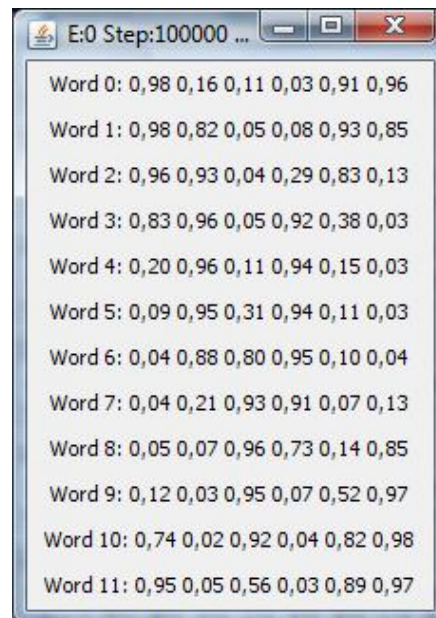 E:0 Step:100000 ...
Word 0: 0,98 0,16 0,11 0,03 0,91 0,96
Word 1: 0,98 0,82 0,05 0,08 0,93 0,85
Word 2: 0,96 0,93 0,04 0,29 0,83 0,13
Word 3: 0,83 0,96 0,05 0,92 0,38 0,03
Word 4: 0,20 0,96 0,11 0,94 0,15 0,03
Word 5: 0,09 0,95 0,31 0,94 0,11 0,03
Word 6: 0,04 0,88 0,80 0,95 0,10 0,04
Word 7: 0,04 0,21 0,93 0,91 0,07 0,13
Word 8: 0,05 0,07 0,96 0,73 0,14 0,85
Word 9: 0,12 0,03 0,95 0,07 0,52 0,97
Word 10: 0,74 0,02 0,92 0,04 0,82 0,98
Word 11: 0,95 0,05 0,56 0,03 0,89 0,97